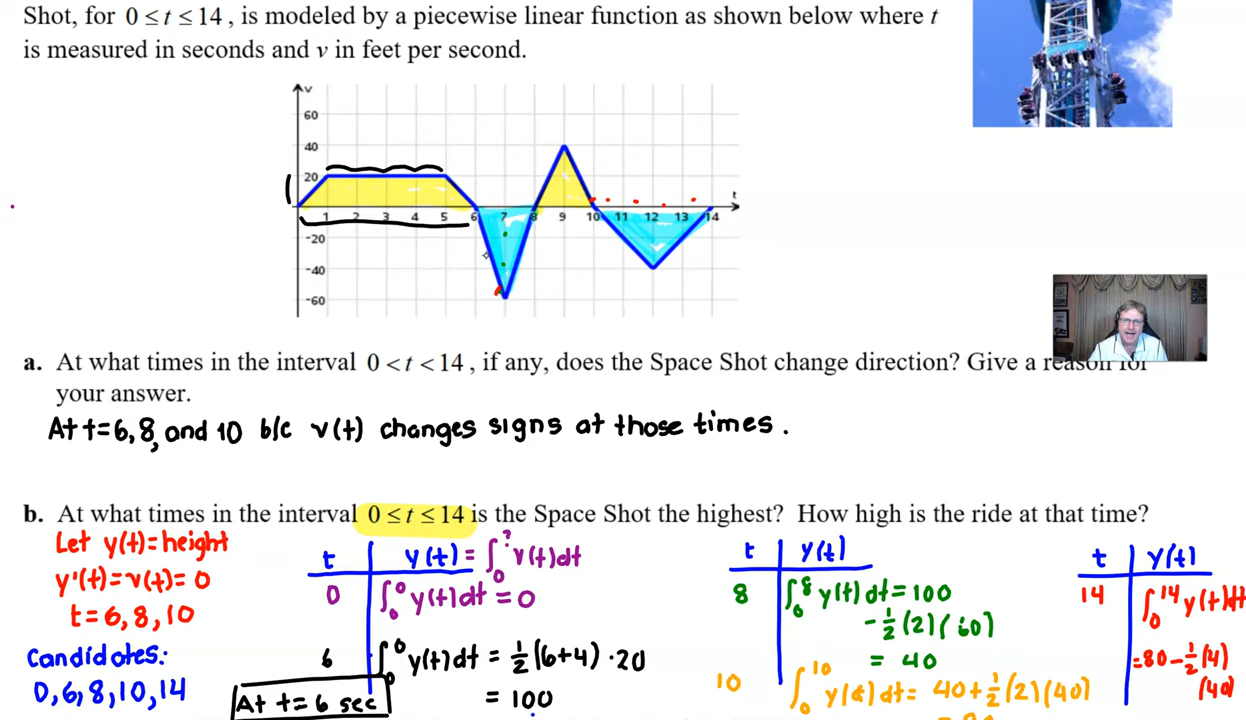 Shot, for 0 ≤ t ≤ 14, is modeled by a piecewise linear function as shown below where t
is measured in seconds and v in feet per second.
v
60
40
20
t
1 2 3 4 5 6 7 8 9 10 11 12 13 14
-20
-40
-60
a. At what times in the interval 0 < t < 14, if any, does the Space Shot change direction? Give a reason for
your answer.
At t=6, 8, and 10 b/c v(t) changes signs at those times.
b. At what times in the interval 0 ≤ t ≤ 14 is the Space Shot the highest? How high is the ride at that time?
Let y(t)=height
y'(t)=v(t)=0
t=6, 8, 10
Candidates:
0, 6, 8, 10, 14
t y(t) = ∫₀^? v(t)dt
0 ∫₀⁰ y(t)dt = 0
6 ∫₀⁰ y(t)dt = ½(6+4)·20
= 100
At t=6 sec
t y(t)
8 ∫₀⁸ y(t)dt = 100
-½(2)(60)
= 40
10 ∫₀¹⁰ y(t)dt = 40+½(2)(40)
t y(t)
14 ∫₀¹⁴ y(t)dt
=80-½(4)
(40)